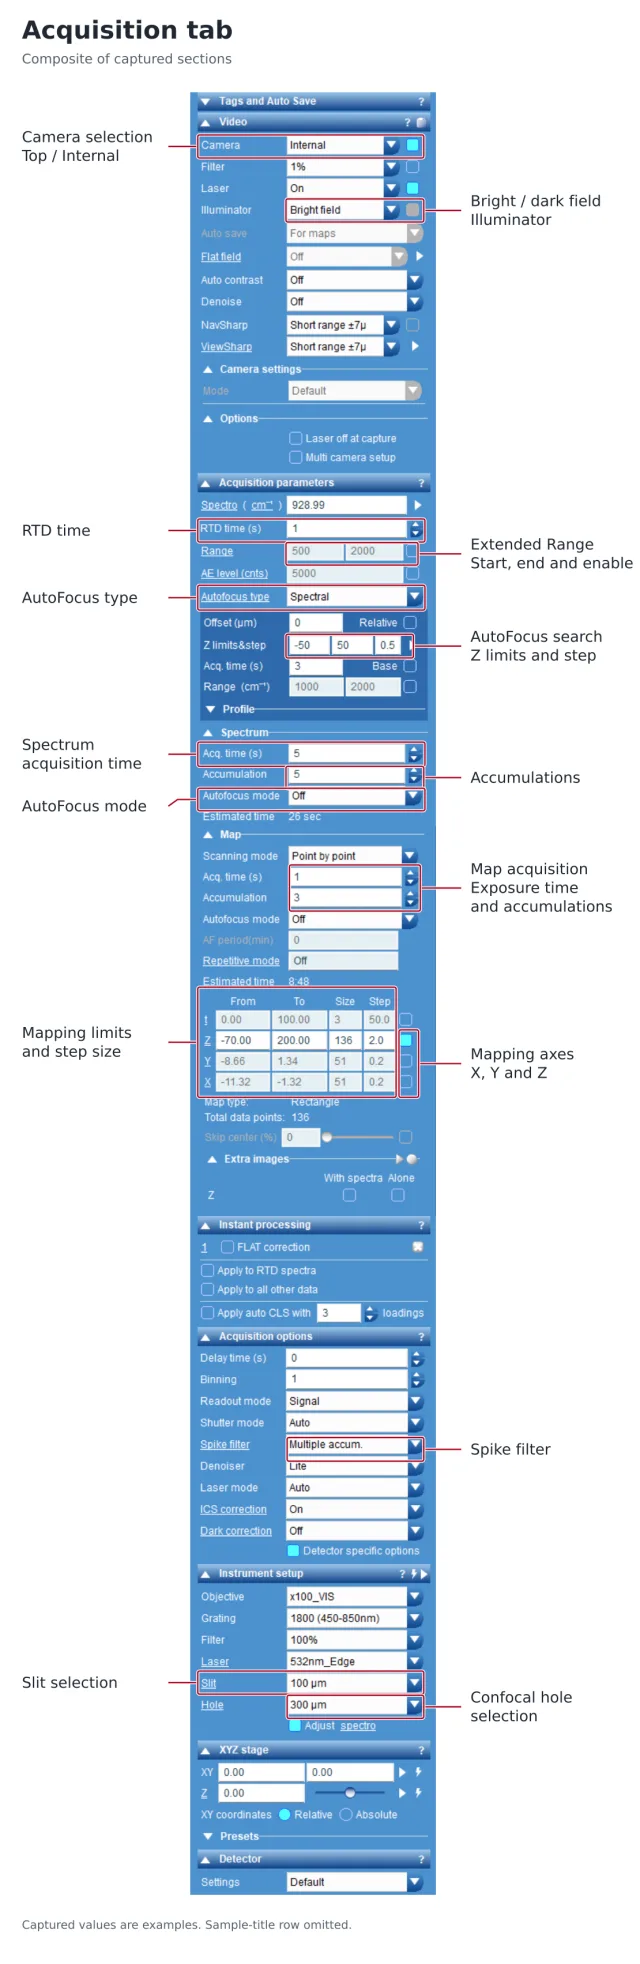 Acquisition tab
Composite of captured sections
Tags and Auto Save ?
Video ?
Camera selection
Top / Internal
Camera Internal
Filter 1%
Laser On
Illuminator Bright field
Bright / dark field
Illuminator
Auto save For maps
Flat field Off
Auto contrast Off
Denoise Off
NavSharp Short range ±7µ
ViewSharp Short range ±7µ
Camera settings
Mode Default
Options
Laser off at capture
Multi camera setup
Acquisition parameters ?
Spectro ( cm⁻¹ ) 928.99
RTD time
RTD time (s) 1
Range 500 2000
Extended Range
Start, end and enable
AE level (cnts) 5000
AutoFocus type
Autofocus type Spectral
Offset (µm) 0 Relative
Z limits&step -50 50 0.5
AutoFocus search
Z limits and step
Acq. time (s) 3 Base
Range (cm⁻¹) 1000 2000
Profile
Spectrum
Spectrum
acquisition time
Acq. time (s) 5
Accumulation 5
Accumulations
AutoFocus mode
Autofocus mode Off
Estimated time 26 sec
Map
Scanning mode Point by point
Acq. time (s) 1
Accumulation 3
Map acquisition
Exposure time
and accumulations
Autofocus mode Off
AF period(min) 0
Repetitive mode Off
Estimated time 8:48
From To Size Step
t 0.00 100.00 3 50.0
Z -70.00 200.00 136 2.0
Y -8.66 1.34 51 0.2
X -11.32 -1.32 51 0.2
Mapping limits
and step size
Mapping axes
X, Y and Z
Map type: Rectangle
Total data points: 136
Skip center (%) 0
Extra images
With spectra Alone
Z
Instant processing ?
1 FLAT correction
Apply to RTD spectra
Apply to all other data
Apply auto CLS with 3 loadings
Acquisition options ?
Delay time (s) 0
Binning 1
Readout mode Signal
Shutter mode Auto
Spike filter Multiple accum.
Spike filter
Denoiser Lite
Laser mode Auto
ICS correction On
Dark correction Off
Detector specific options
Instrument setup ?
Objective x100_VIS
Grating 1800 (450-850nm)
Filter 100%
Laser 532nm_Edge
Slit selection
Slit 100 µm
Hole 300 µm
Confocal hole
selection
Adjust spectro
XYZ stage ?
XY 0.00 0.00
Z 0.00
XY coordinates Relative Absolute
Presets
Detector ?
Settings Default
Captured values are examples. Sample-title row omitted.